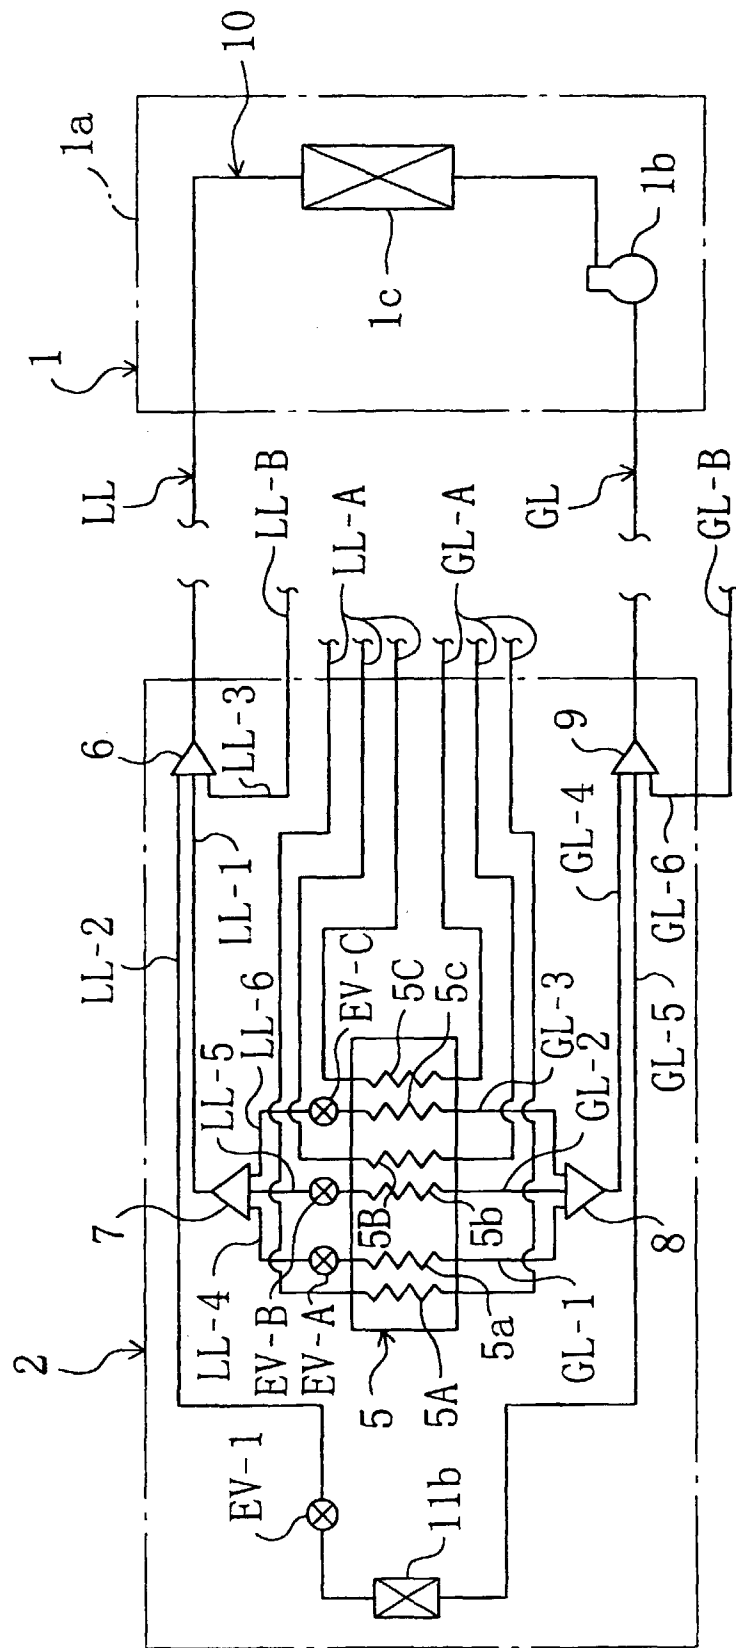 10
1a
1
1c
1b
LL
LL-B
LL-A
GL-A
GL
GL-B
6
LL-3
9
LL-2
LL-1
LL-6
LL-5
EV-C
5C
5c
GL-3
GL-2
GL-4
GL-6
GL-5
7
5B
5b
8
2
LL-4
EV-B
EV-A
5
5A
5a
GL-1
EV-1
11b